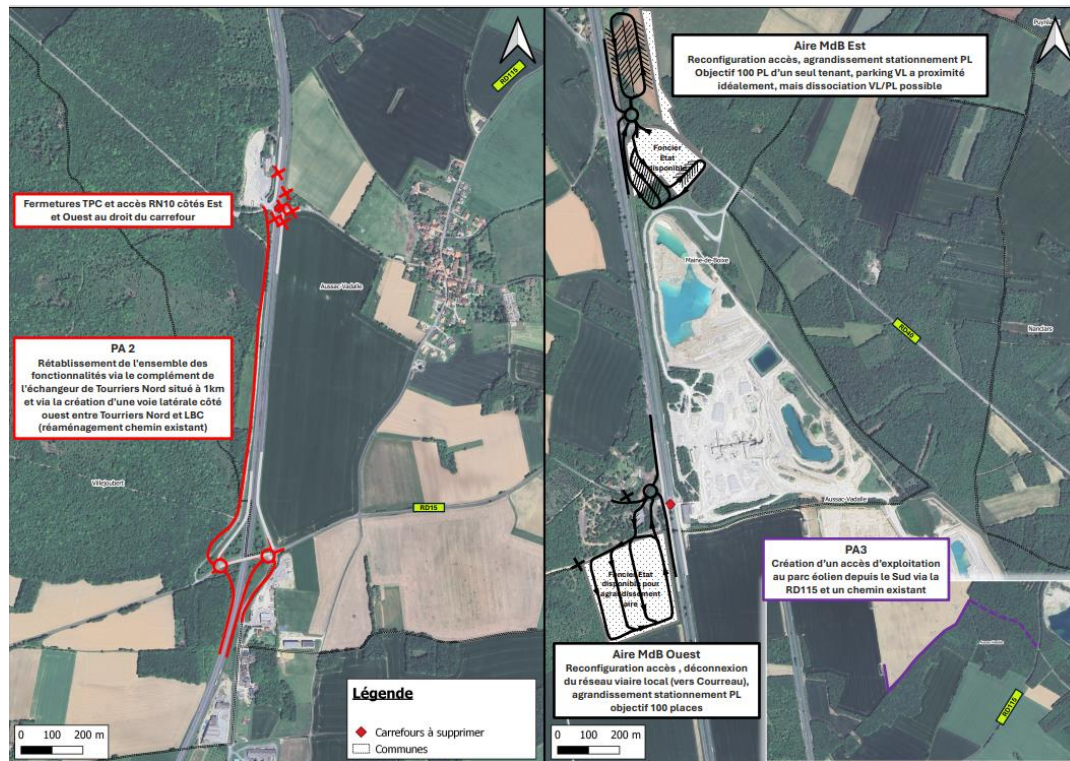 RD115
Fermetures TPC et accès RN10 côtés Est
et Ouest au droit du carrefour
Aussac-Vadalle
PA 2
Rétablissement de l'ensemble des
fonctionnalités via le complément de
l'échangeur de Tourriers Nord situé à 1km
et via la création d'une voie latérale côté
ouest entre Tourriers Nord et LBC
(réaménagement chemin existant)
Villejoubert
RD15
Légende
Carrefours à supprimer
Communes
0 100 200 m
Aire MdB Est
Reconfiguration accès, agrandissement stationnement PL
Objectif 100 PL d'un seul tenant, parking VL a proximité
idéalement, mais dissociation VL/PL possible
Foncier
Etat
disponible
Maine-de-Boixe
RD40
Nanclars
Aussac-Vadalle
Foncier Etat
disponible pour
agrandissement
aire
PA3
Création d'un accès d'exploitation
au parc éolien depuis le Sud via la
RD115 et un chemin existant
Aire MdB Ouest
Reconfiguration accès , déconnexion
du réseau viaire local (vers Courreau),
agrandissement stationnement PL
objectif 100 places
Aussac-Vadalle
RD115
0 100 200 m